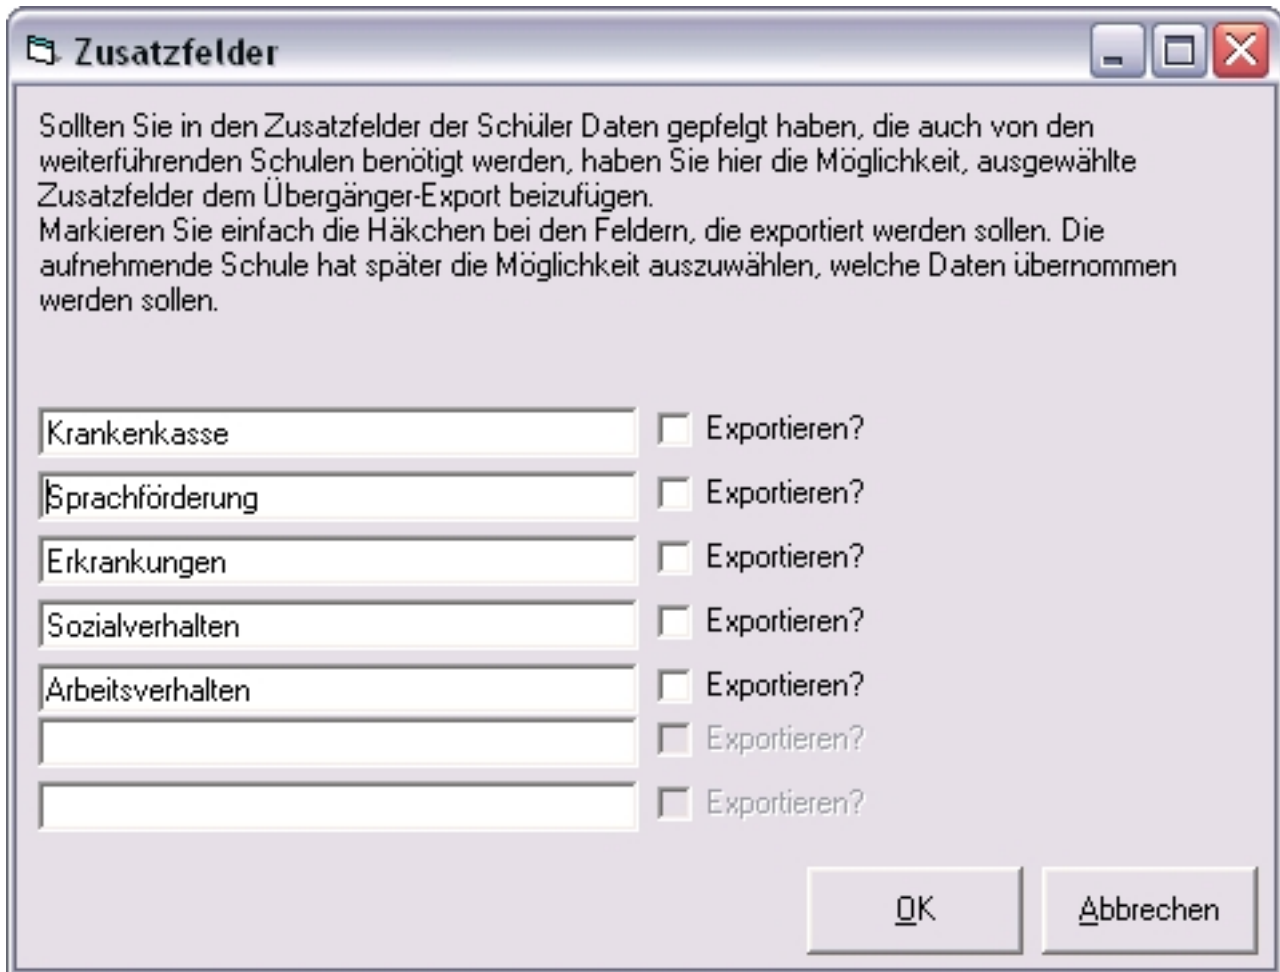 Zusatzfelder
Sollten Sie in den Zusatzfelder der Schüler Daten gepfelgt haben, die auch von den
weiterführenden Schulen benötigt werden, haben Sie hier die Möglichkeit, ausgewählte
Zusatzfelder dem Übergänger-Export beizufügen.
Markieren Sie einfach die Häkchen bei den Feldern, die exportiert werden sollen. Die
aufnehmende Schule hat später die Möglichkeit auszuwählen, welche Daten übernommen
werden sollen.
Krankenkasse Exportieren?
Sprachförderung Exportieren?
Erkrankungen Exportieren?
Sozialverhalten Exportieren?
Arbeitsverhalten Exportieren?
Exportieren?
Exportieren?
OK Abbrechen